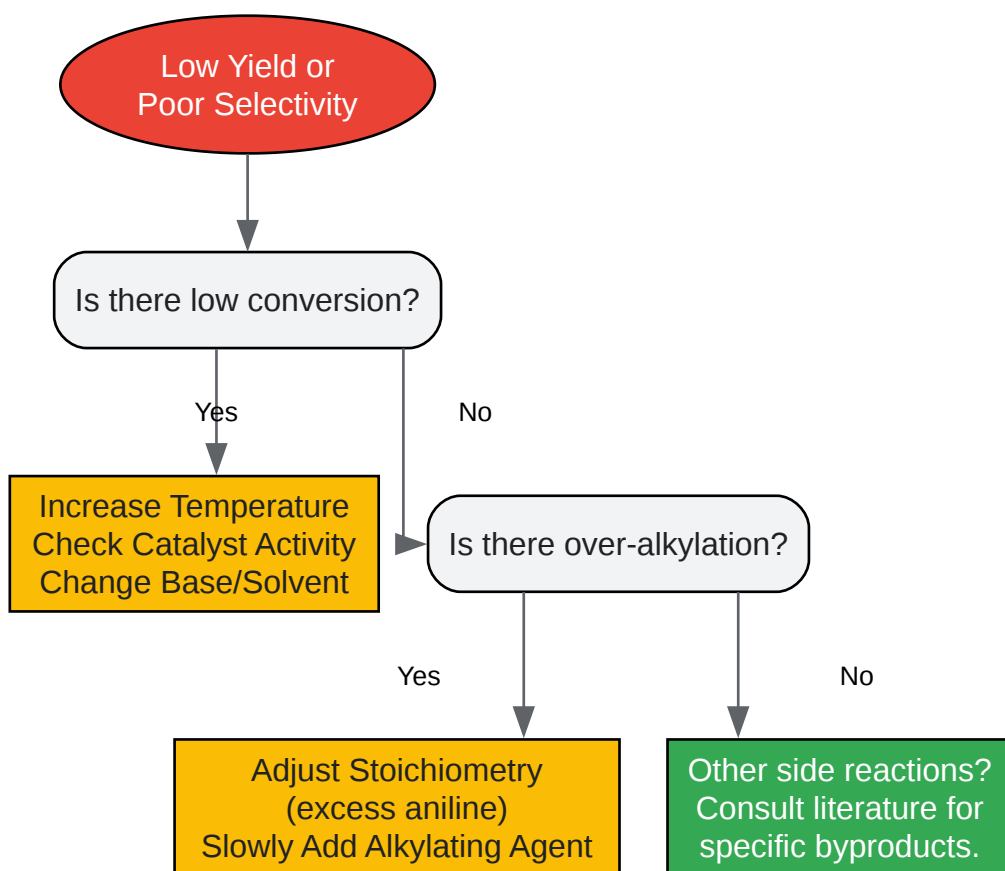 Low Yield or
Poor Selectivity
Is there low conversion?
Yes
No
Increase Temperature
Check Catalyst Activity
Change Base/Solvent
Is there over-alkylation?
Yes
No
Adjust Stoichiometry
(excess aniline)
Slowly Add Alkylating Agent
Other side reactions?
Consult literature for
specific byproducts.